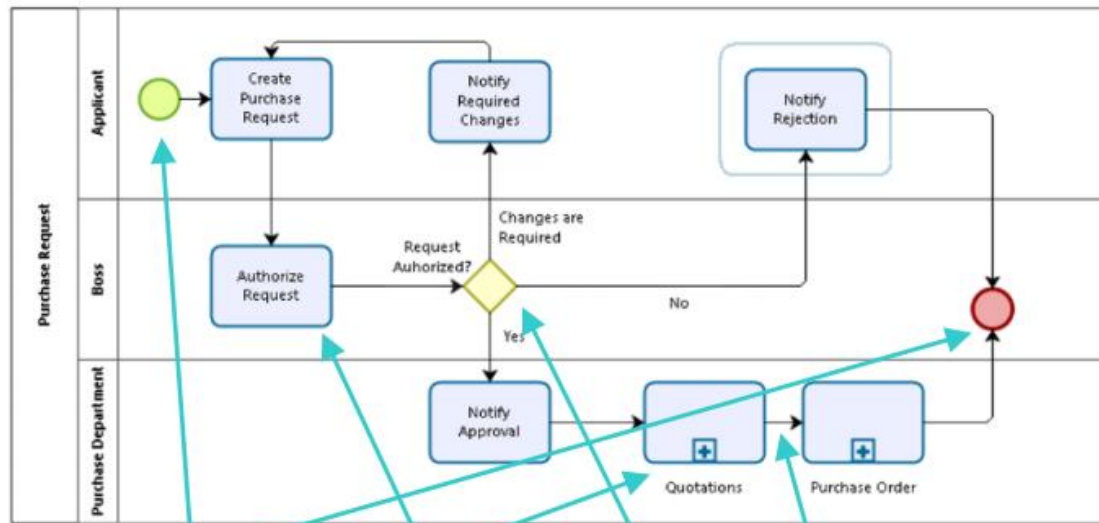 Purchase Request
Applicant
Create
Purchase
Request
Notify
Required
Changes
Notify
Rejection
Boss
Authorize
Request
Request
Auhorized?
Changes are
Required
No
Yes
Purchase Department
Notify
Approval
Quotations
Purchase Order